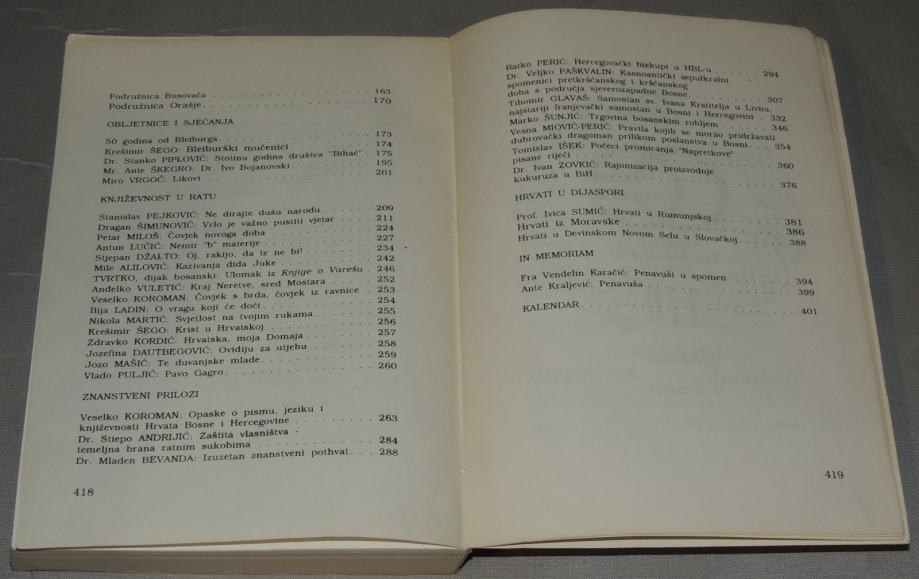 Podružnica Busovača . . . 163
Podružnica Orašje . . . 170
OBLJETNICE I SJEĆANJA
50 godina od Bleiburga . . . 173
Krešimir ŠEGO: Bleiburški mučenici . . . 174
Dr. Stanko PIPLOVIĆ: Stotinu godina društva "Bihać" . 175
Mr. Ante ŠKEGRO: Dr. Ivo Bojanovski . . . 195
Miro VRGOČ: Likovi . . . 201
KNJIŽEVNOST U RATU
Stanislav PEJKOVIĆ: Ne dirajte dušu narodu . . . 209
Dragan ŠIMUNOVIĆ: Vrlo je važno pustiti vjetar . . . 211
Petar MILOŠ: Čovjek novoga doba . . . 224
Antun LUČIĆ: Nemir "b" materije . . . 227
Stjepan DŽALTO: Oj, rakijo, da te ne bi! . . . 234
Mile ALILOVIĆ: Kazivanja dida Juke . . . 242
TVRTKO, dijak bosanski: Ulomak iz Knjige o Varešu . 246
Anđelko VULETIĆ: Kraj Neretve, sred Mostara . . . 252
Veselko KOROMAN: Čovjek s brda, čovjek iz ravnice . 253
Ilija LADIN: O vragu koji će doći . . . 254
Nikola MARTIĆ: Svjetlost na tvojim rukama . . . 255
Krešimir ŠEGO: Krist u Hrvatskoj . . . 256
Zdravko KORDIĆ: Hrvatska, moja Domaja . . . 257
Jozefina DAUTBEGOVIĆ: Ovidiju za utjehu . . . 258
Jozo MAŠIĆ: Te duvanjske mlade . . . 259
Vlado PULJIĆ: Pavo Gagro . . . 260
ZNANSTVENI PRILOZI
Veselko KOROMAN: Opaske o pismu, jeziku i
književnosti Hrvata Bosne i Hercegovine . . . 263
Dr. Stiepo ANDRIJIĆ: Zaštita vlasništva -
temeljna brana ratnim sukobima . . . 284
Dr. Mladen BEVANDA: Izuzetan znanstveni pothvat . . . 288
418
Ratko PERIĆ: Hercegovački biskupi u HBL-u . . . 294
Dr. Veljko PAŠKVALIN: Kasnoantički sepulkralni
spomenici pretkršćanskog i kršćanskog
doba s područja sjeverozapadne Bosne . . . 307
Tihomir GLAVAŠ: Samostan sv. Ivana Krstitelja u Livnu,
najstariji franjevački samostan u Bosni i Hercegovini . 332
Marko ŠUNJIĆ: Trgovina bosanskim robljem . . . 346
Vesna MIOVIĆ-PERIĆ: Pravila kojih se morao pridržavati
dubrovački dragoman prilikom poslanstva u Bosni . . . 354
Tomislav IŠEK: Počeci promicanja "Napretkove"
pisane riječi . . . 360
Dr. Ivan ZOVKIĆ: Rajonizacija proizvodnje
kukuruza u BiH . . . 376
HRVATI U DIJASPORI
Prof. Ivica SUMIĆ: Hrvati u Rumunjskoj . . . 381
Hrvati iz Moravske . . . 386
Hrvati u Devinskom Novom Selu u Slovačkoj . . . 388
IN MEMORIAM
Fra Vendelin Karačić: Penavuši u spomen . . . 394
Ante Kraljević: Penavuša . . . 399
KALENDAR . . . 401
419